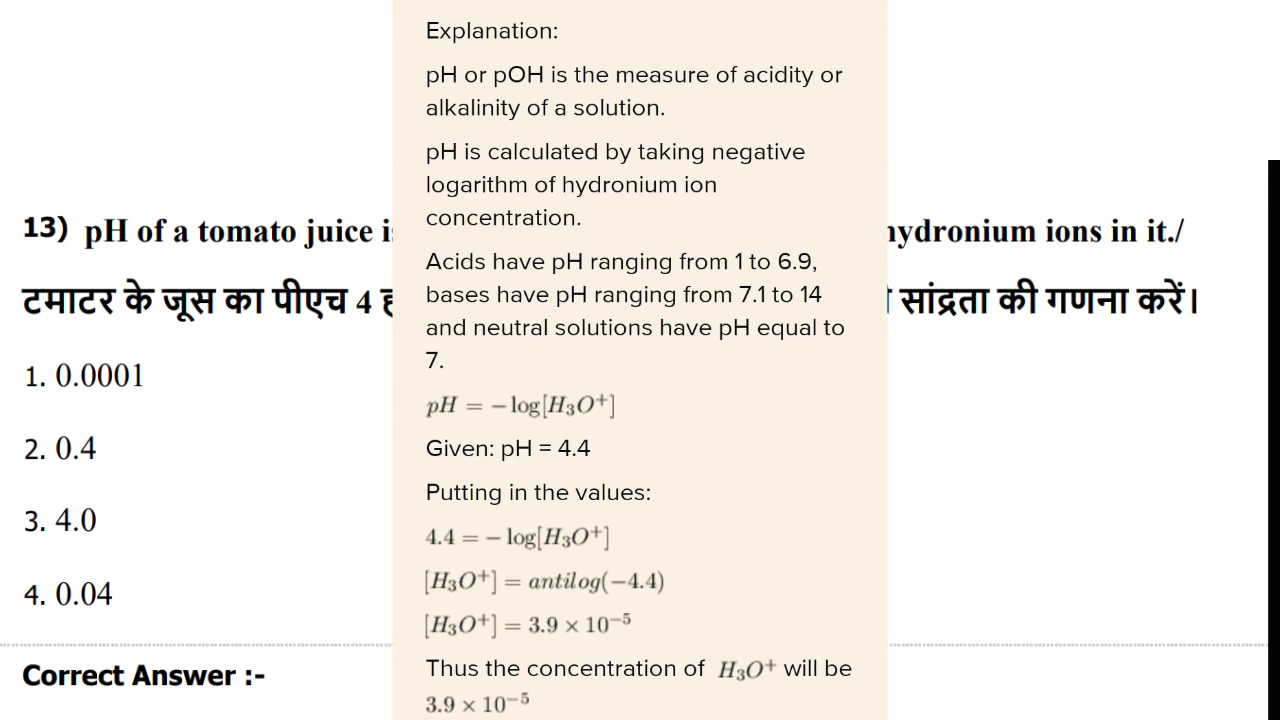 Explanation:
pH or pOH is the measure of acidity or
alkalinity of a solution.
pH is calculated by taking negative
logarithm of hydronium ion
concentration.
13) pH of a tomato juice
hydronium ions in it./
Acids have pH ranging from 1 to 6.9,
bases have pH ranging from 7.1 to 14
and neutral solutions have pH equal to
7.
टमाटर के जूस का पीएच 4
सांद्रता की गणना करें।
1. 0.0001
2. 0.4
3. 4.0
4. 0.04
pH = − log[H₃O⁺]
Given: pH = 4.4
Putting in the values:
4.4 = − log[H₃O⁺]
[H₃O⁺] = antilog(−4.4)
[H₃O⁺] = 3.9 × 10⁻⁵
Correct Answer :-
Thus the concentration of H₃O⁺ will be
3.9 × 10⁻⁵